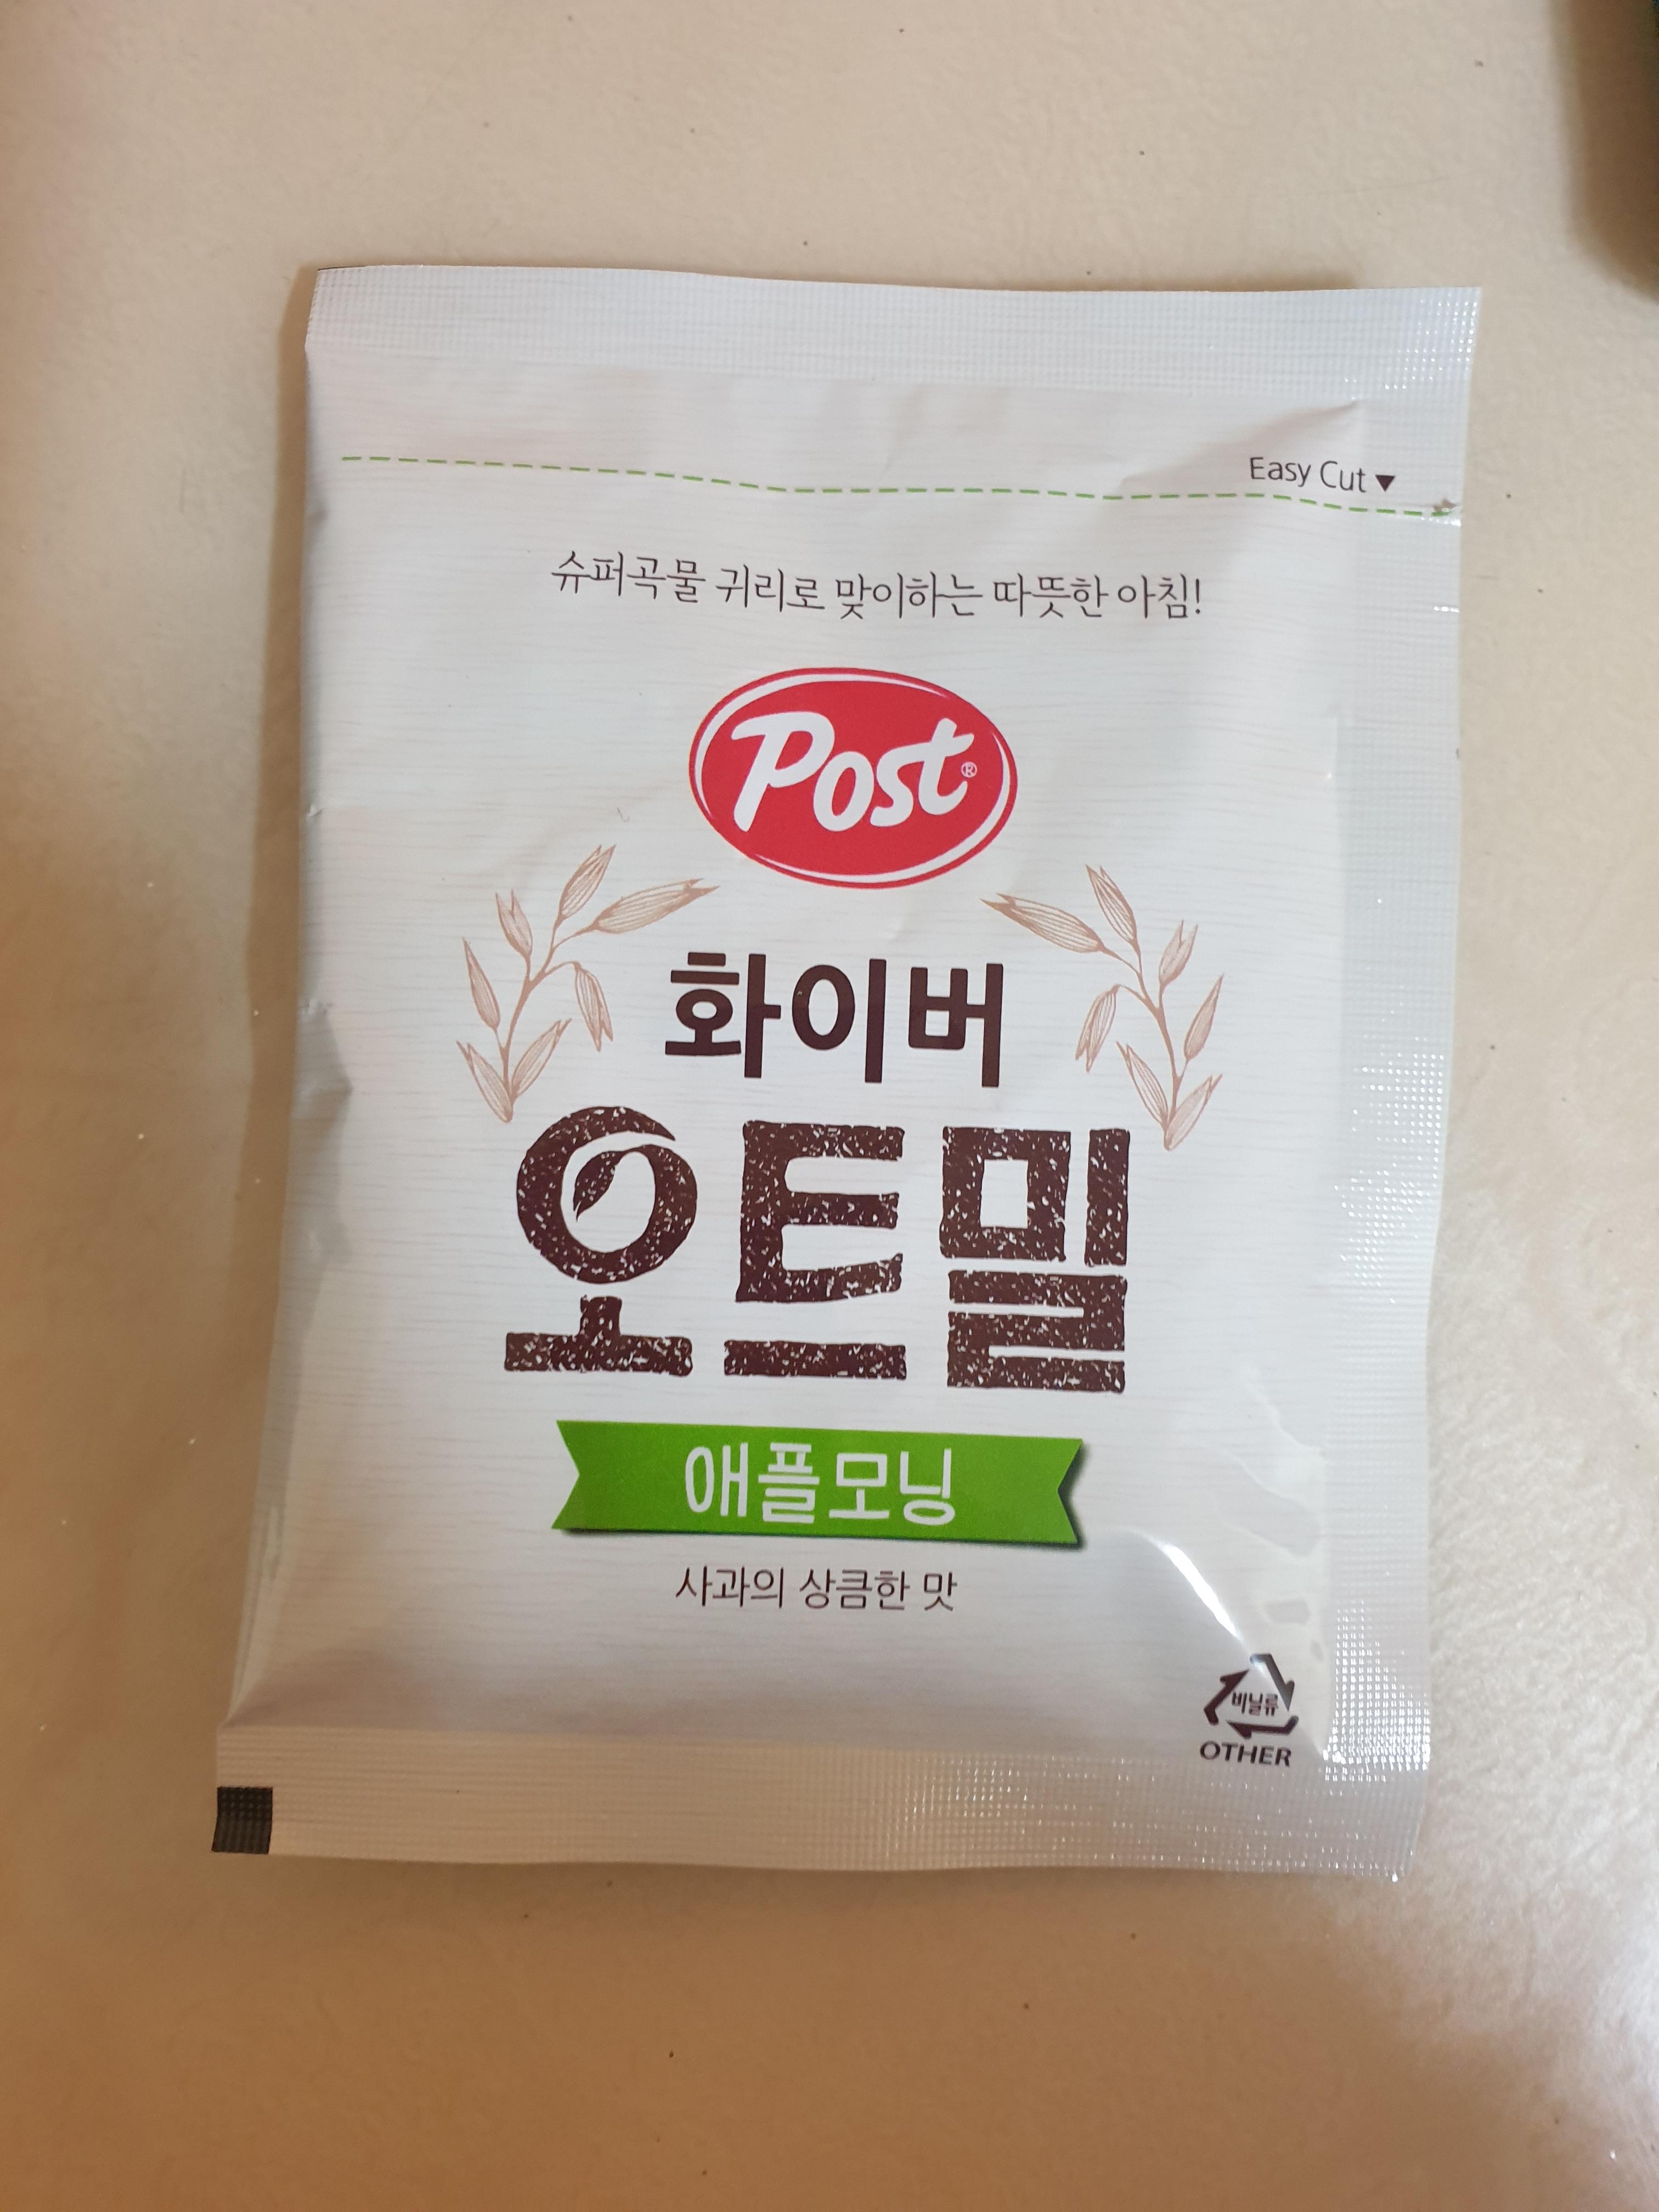 Easy Cut ▼
슈퍼곡물 귀리로 맞이하는 따뜻한 아침!
Post®
화이버
오트밀
애플모닝
사과의 상큼한 맛
비닐류
OTHER